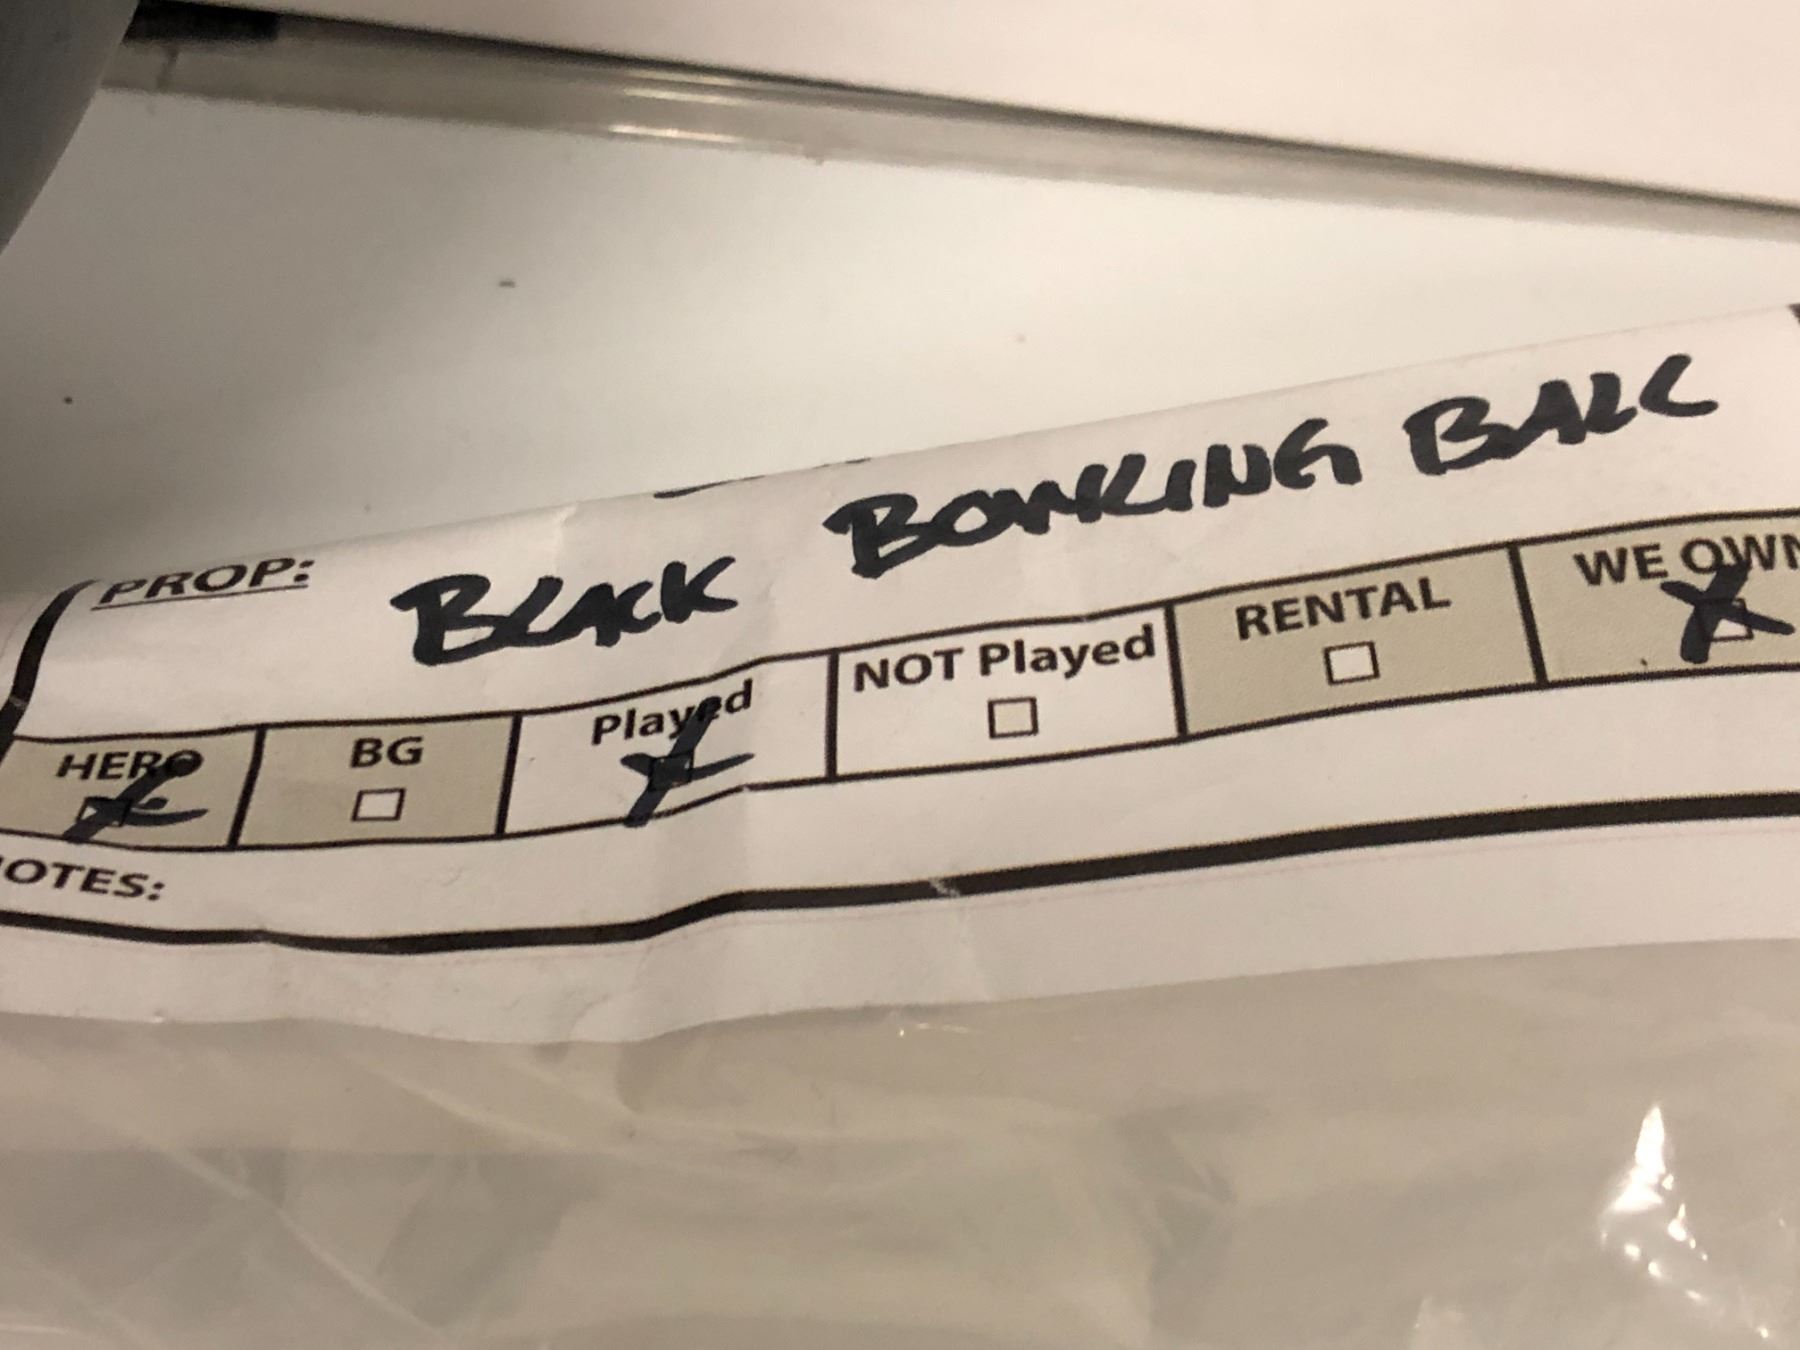 PROP: BLACK BOWLING BALL
HERO BG Played NOT Played RENTAL WE OWN
OTES: